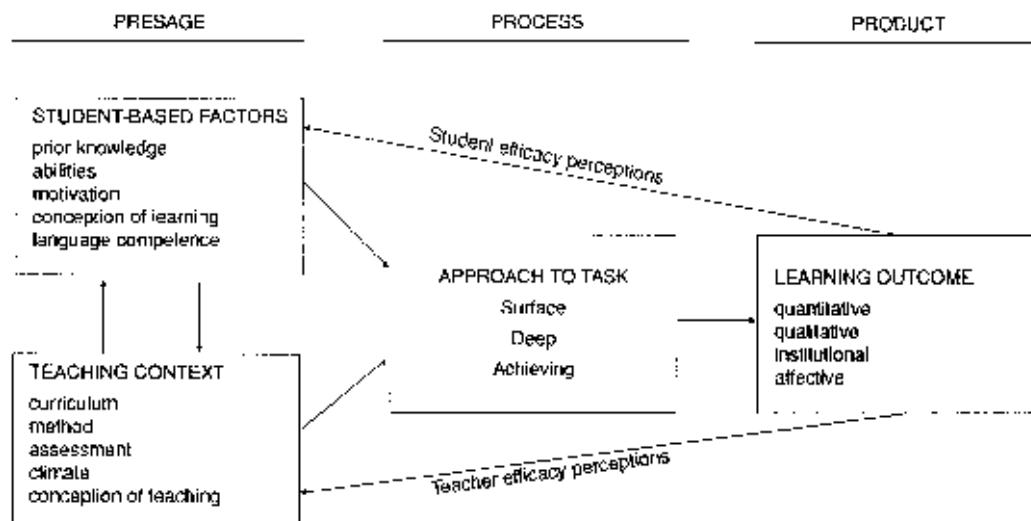 PRESAGE
PROCESS
PRODUCT
STUDENT-BASED FACTORS
prior knowledge
abilities
motivation
conception of learning
language competence
Student efficacy perceptions
APPROACH TO TASK
Surface
Deep
Achieving
LEARNING OUTCOME
quantitative
qualitative
institutional
affective
TEACHING CONTEXT
curriculum
method
assessment
climate
conception of teaching
Teacher efficacy perceptions